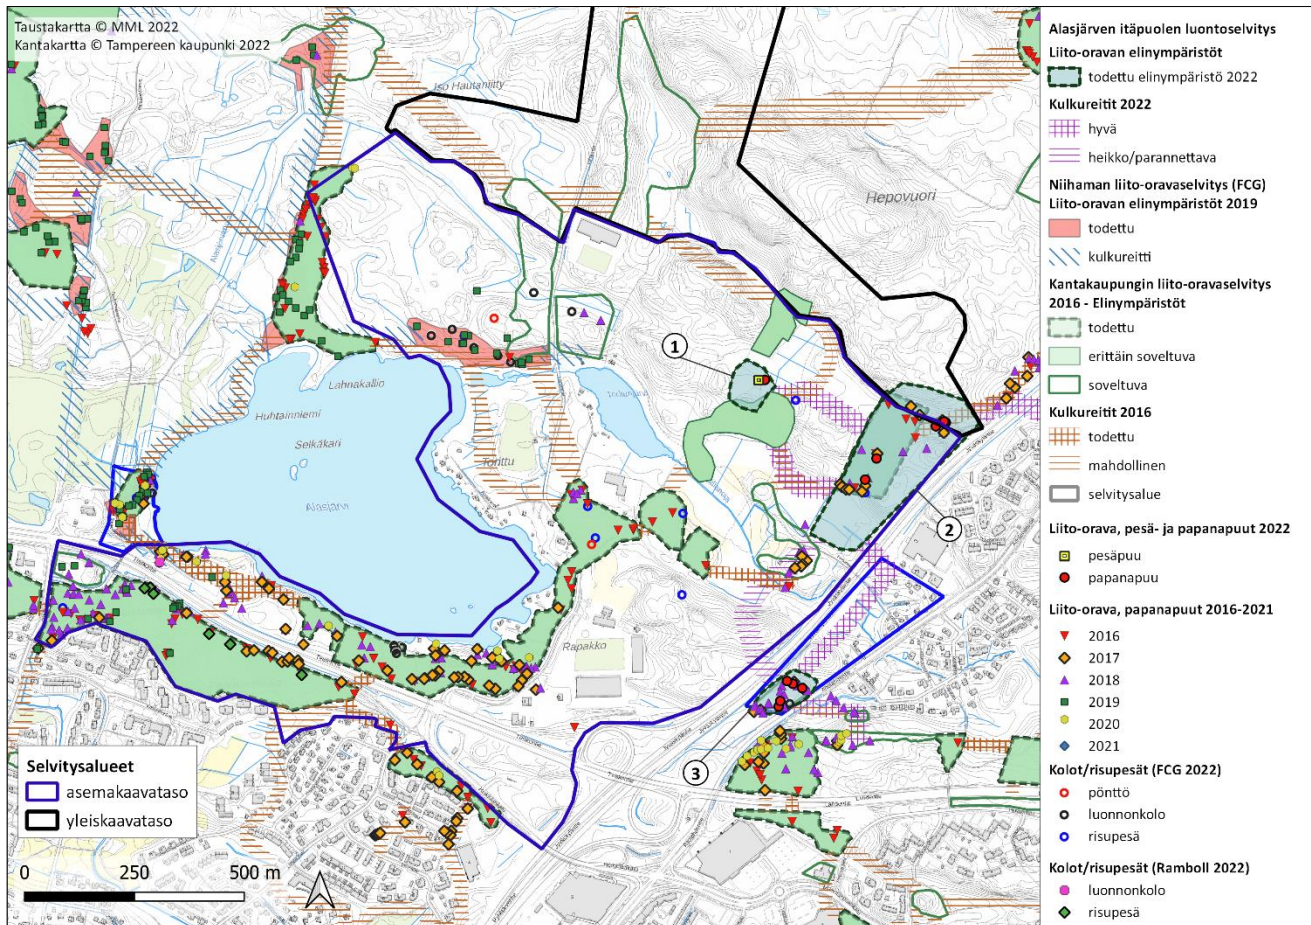 Taustakartta © MML 2022
Kantakartta © Tampereen kaupunki 2022
Iso Hautaniitty
Hepovuori
Lahnakallio
Huhtainniemi
Selkäkari
Tonttu
Alasjärvi
Rapakko
1
2
3
Selvitysalueet
asemakaavataso
yleiskaavataso
0 250 500 m
Alasjärven itäpuolen luontoselvitys
Liito-oravan elinympäristöt
todettu elinympäristö 2022
Kulkureitit 2022
hyvä
heikko/parannettava
Niihaman liito-oravaselvitys (FCG)
Liito-oravan elinympäristöt 2019
todettu
kulkureitti
Kantakaupungin liito-oravaselvitys
2016 - Elinympäristöt
todettu
erittäin soveltuva
soveltuva
Kulkureitit 2016
todettu
mahdollinen
selvitysalue
Liito-orava, pesä- ja papanapuut 2022
pesäpuu
papanapuu
Liito-orava, papanapuut 2016-2021
2016
2017
2018
2019
2020
2021
Kolot/risupesät (FCG 2022)
pönttö
luonnonkolo
risupesä
Kolot/risupesät (Ramboll 2022)
luonnonkolo
risupesä